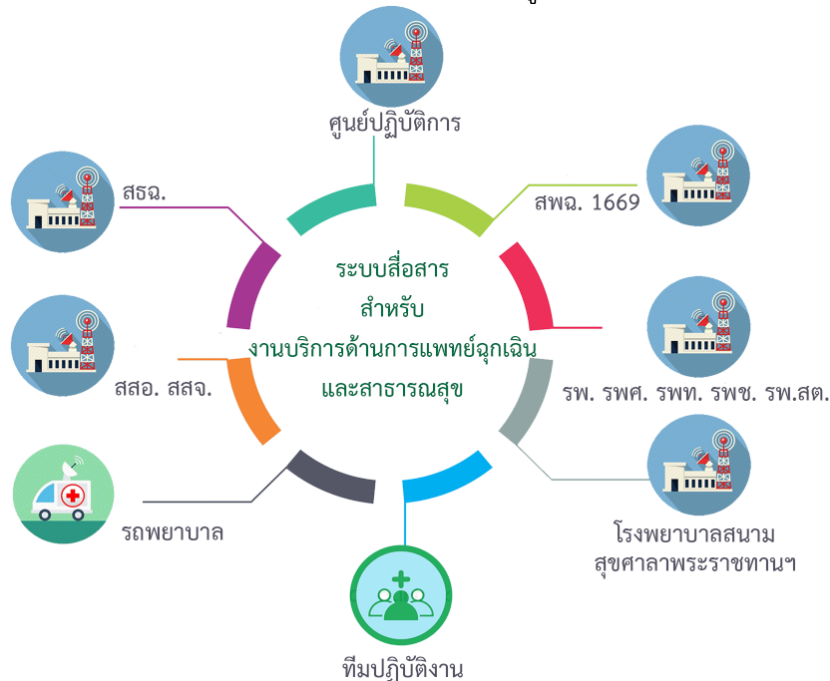 ศูนย์ปฏิบัติการ
สธฉ.
สพฉ. 1669
ระบบสื่อสาร
สำหรับ
งานบริการด้านการแพทย์ฉุกเฉิน
และสาธารณสุข
สสอ. สสจ.
รพ. รพศ. รพท. รพช. รพ.สต.
รถพยาบาล
โรงพยาบาลสนาม
สุขศาลาพระราชทานฯ
ทีมปฏิบัติงาน